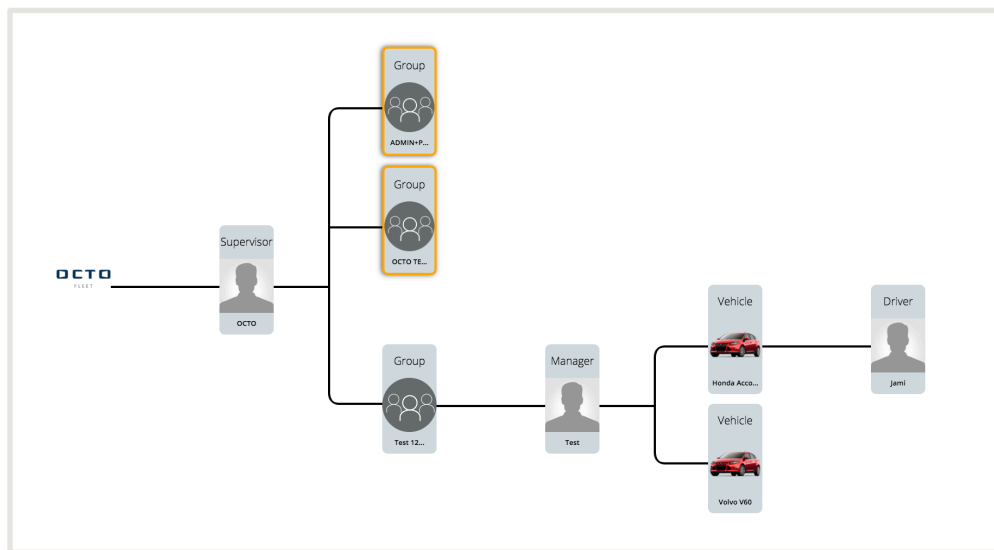 Group
ADMIN+P...
Group
OCTO TE...
Supervisor
OCTO
OCTO
FLEET
Group
Test 12...
Manager
Test
Vehicle
Honda Acco...
Driver
Jami
Vehicle
Volvo V60